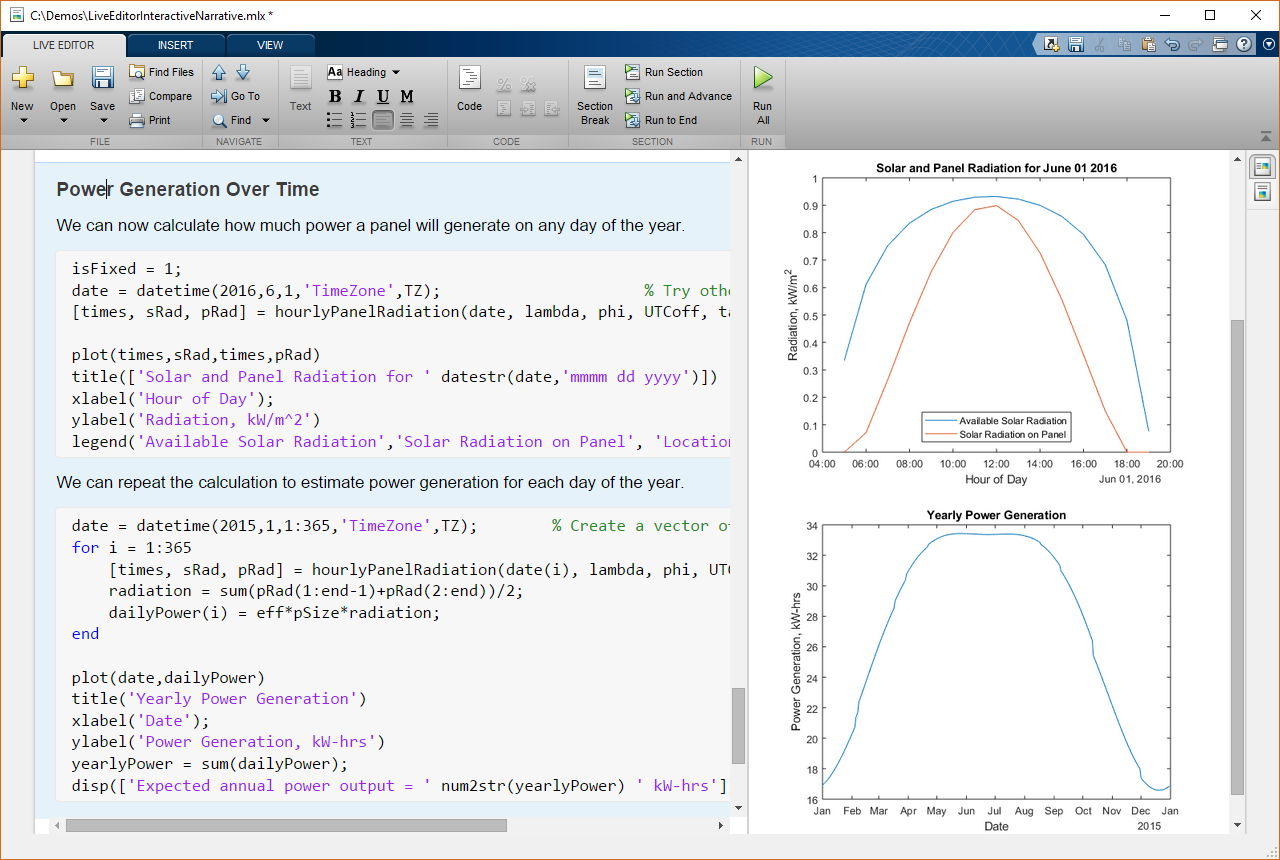 C:\Demos\LiveEditorInteractiveNarrative.mlx *
LIVE EDITOR
INSERT
VIEW
New
Open
Save
Find Files
Compare
Print
FILE
Go To
Find
NAVIGATE
Text
Aa Heading
B I U M
TEXT
Code
CODE
Section Break
Run Section
Run and Advance
Run to End
SECTION
Run All
RUN
Power Generation Over Time
We can now calculate how much power a panel will generate on any day of the year.
isFixed = 1;
date = datetime(2016,6,1,'TimeZone',TZ); % Try othe
[times, sRad, pRad] = hourlyPanelRadiation(date, lambda, phi, UTCoff, ta
plot(times,sRad,times,pRad)
title(['Solar and Panel Radiation for ' datestr(date,'mmmm dd yyyy')])
xlabel('Hour of Day');
ylabel('Radiation, kW/m^2')
legend('Available Solar Radiation','Solar Radiation on Panel', 'Location
We can repeat the calculation to estimate power generation for each day of the year.
date = datetime(2015,1,1:365,'TimeZone',TZ); % Create a vector of
for i = 1:365
    [times, sRad, pRad] = hourlyPanelRadiation(date(i), lambda, phi, UTC
    radiation = sum(pRad(1:end-1)+pRad(2:end))/2;
    dailyPower(i) = eff*pSize*radiation;
end
plot(date,dailyPower)
title('Yearly Power Generation')
xlabel('Date');
ylabel('Power Generation, kW-hrs')
yearlyPower = sum(dailyPower);
disp(['Expected annual power output = ' num2str(yearlyPower) ' kW-hrs']
Solar and Panel Radiation for June 01 2016
1
0.9
0.8
0.7
0.6
0.5
0.4
0.3
0.2
0.1
0
Radiation, kW/m2
Available Solar Radiation
Solar Radiation on Panel
04:00 06:00 08:00 10:00 12:00 14:00 16:00 18:00 20:00
Hour of Day
Jun 01, 2016
Yearly Power Generation
34
32
30
28
26
24
22
20
18
16
Power Generation, kW-hrs
Jan Feb Mar Apr May Jun Jul Aug Sep Oct Nov Dec Jan
Date
2015